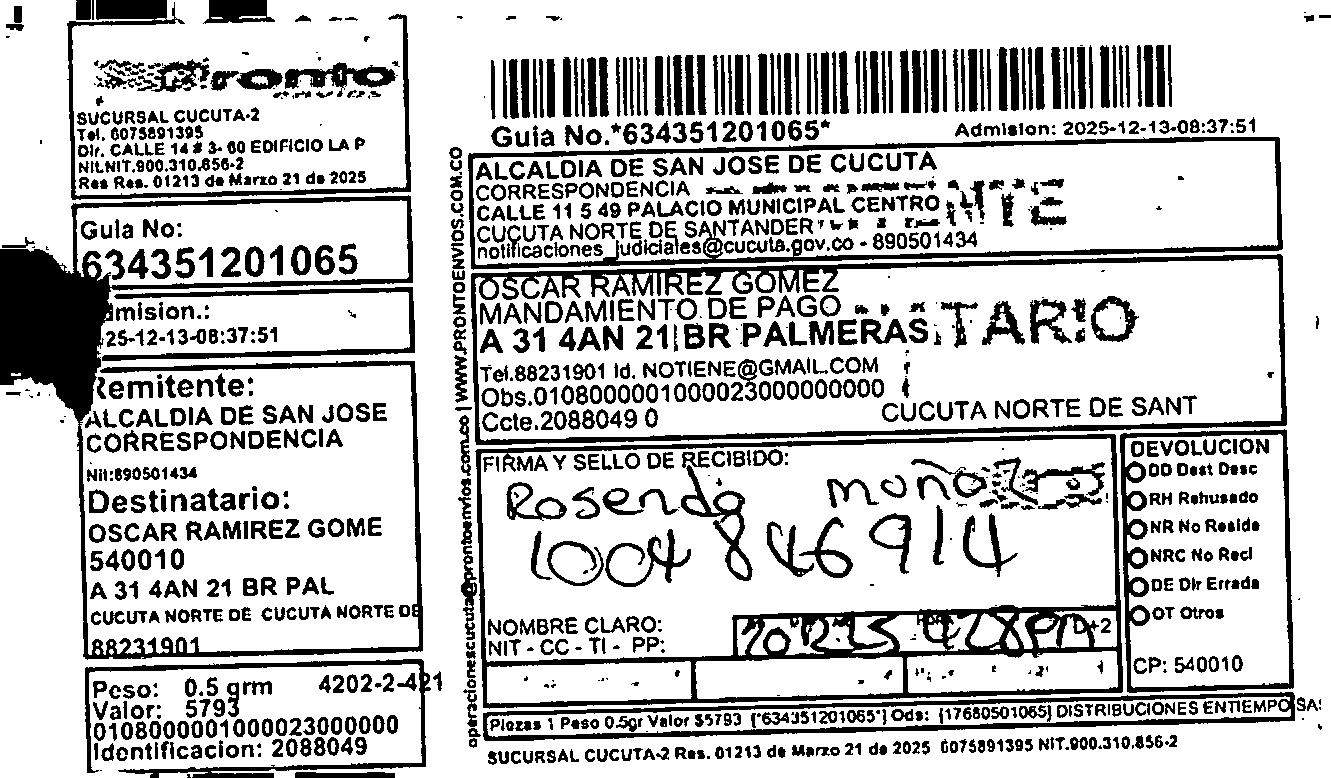 Pronto
envios
SUCURSAL CUCUTA-2
Tel. 6075891395
Dir. CALLE 14 # 3- 60 EDIFICIO LA P
NILNIT.900.310.856-2
Res Res. 01213 de Marzo 21 de 2025
Guia No:
634351201065
dmision.:
25-12-13-08:37:51
Remitente:
ALCALDIA DE SAN JOSE
CORRESPONDENCIA
Nit:890501434
Destinatario:
OSCAR RAMIREZ GOME
540010
A 31 4AN 21 BR PAL
CUCUTA NORTE DE CUCUTA NORTE DE
88231901
Peso: 0.5 grm 4202-2-421
Valor: 5793
0108000001000023000000
Identificacion: 2088049
operacionescucuta@prontoenvios.com.co | WWW.PRONTOENVIOS.COM.CO
Guia No.*634351201065*
Admision: 2025-12-13-08:37:51
ALCALDIA DE SAN JOSE DE CUCUTA
CORRESPONDENCIA
CALLE 11 5 49 PALACIO MUNICIPAL CENTRO
CUCUTA NORTE DE SANTANDER
notificaciones_judiciales@cucuta.gov.co - 890501434
OSCAR RAMIREZ GOMEZ
MANDAMIENTO DE PAGO
A 31 4AN 21 BR PALMERAS
TARIO
Tel.88231901 Id. NOTIENE@GMAIL.COM
Obs.010800000100002300000000​0
Ccte.2088049 0
CUCUTA NORTE DE SANT
FIRMA Y SELLO DE RECIBIDO:
Rosendo
1004 846 914
NOMBRE CLARO:
NIT - CC - TI - PP:
D+2
DEVOLUCION
DD Dest Desc
RH Rehusado
NR No Reside
NRC No Recl
DE Dir Errada
OT Otros
CP: 540010
Piezas 1 Peso 0.5gr Valor $5793 [*634351201065*] Ods: [17680501065] DISTRIBUCIONES ENTIEMPO SAS
SUCURSAL CUCUTA-2 Res. 01213 de Marzo 21 de 2025 6075891395 NIT.900.310.856-2